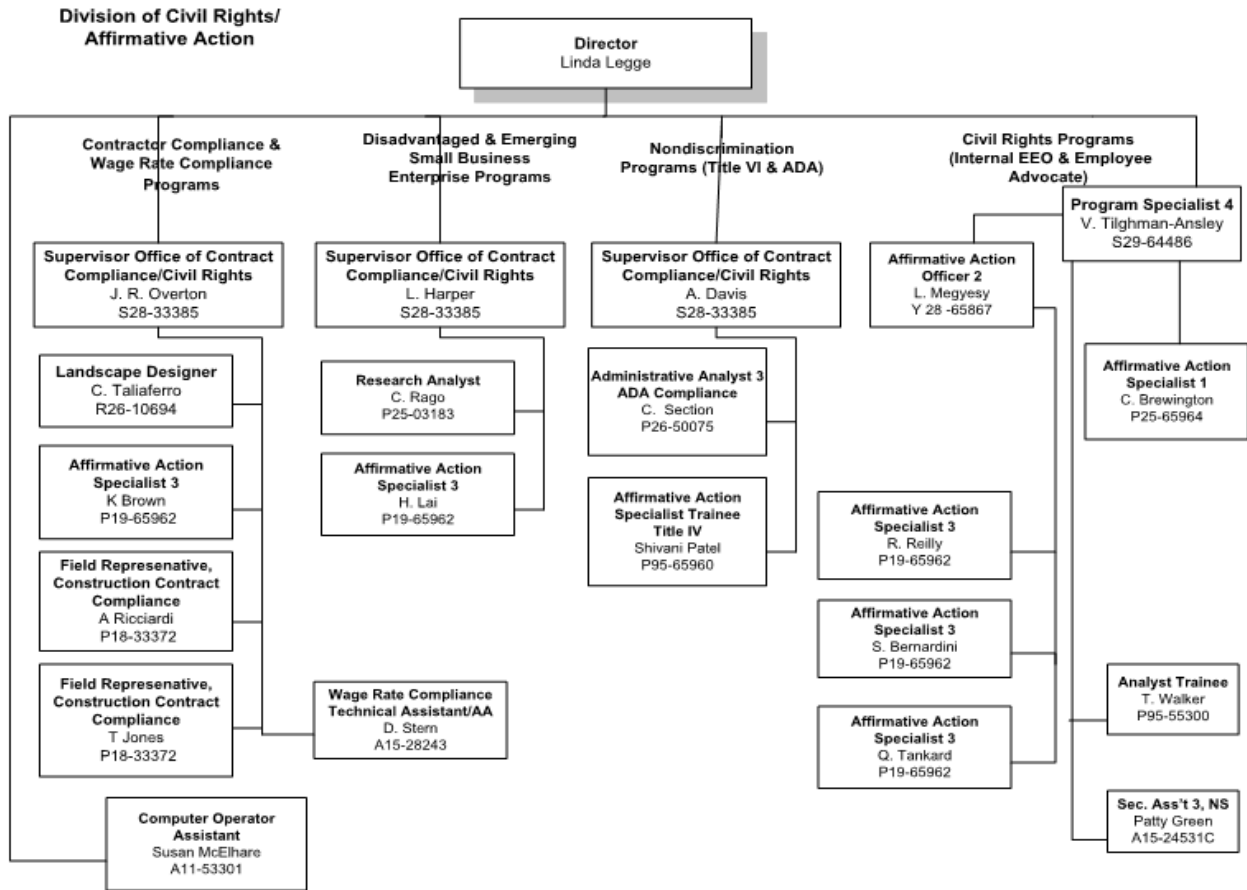 Division of Civil Rights/
Affirmative Action
Director
Linda Legge
Contractor Compliance &
Wage Rate Compliance
Programs
Disadvantaged & Emerging
Small Business
Enterprise Programs
Nondiscrimination
Programs (Title VI & ADA)
Civil Rights Programs
(Internal EEO & Employee
Advocate)
Program Specialist 4
V. Tilghman-Ansley
S29-64486
Supervisor Office of Contract
Compliance/Civil Rights
J. R. Overton
S28-33385
Supervisor Office of Contract
Compliance/Civil Rights
L. Harper
S28-33385
Supervisor Office of Contract
Compliance/Civil Rights
A. Davis
S28-33385
Affirmative Action
Officer 2
L. Megyesy
Y 28 -65867
Landscape Designer
C. Taliaferro
R26-10694
Research Analyst
C. Rago
P25-03183
Administrative Analyst 3
ADA Compliance
C. Section
P26-50075
Affirmative Action
Specialist 1
C. Brewington
P25-65964
Affirmative Action
Specialist 3
K Brown
P19-65962
Affirmative Action
Specialist 3
H. Lai
P19-65962
Affirmative Action
Specialist Trainee
Title IV
Shivani Patel
P95-65960
Affirmative Action
Specialist 3
R. Reilly
P19-65962
Field Represenative,
Construction Contract
Compliance
A Ricciardi
P18-33372
Affirmative Action
Specialist 3
S. Bernardini
P19-65962
Field Represenative,
Construction Contract
Compliance
T Jones
P18-33372
Wage Rate Compliance
Technical Assistant/AA
D. Stern
A15-28243
Affirmative Action
Specialist 3
Q. Tankard
P19-65962
Analyst Trainee
T. Walker
P95-55300
Computer Operator
Assistant
Susan McElhare
A11-53301
Sec. Ass't 3, NS
Patty Green
A15-24531C